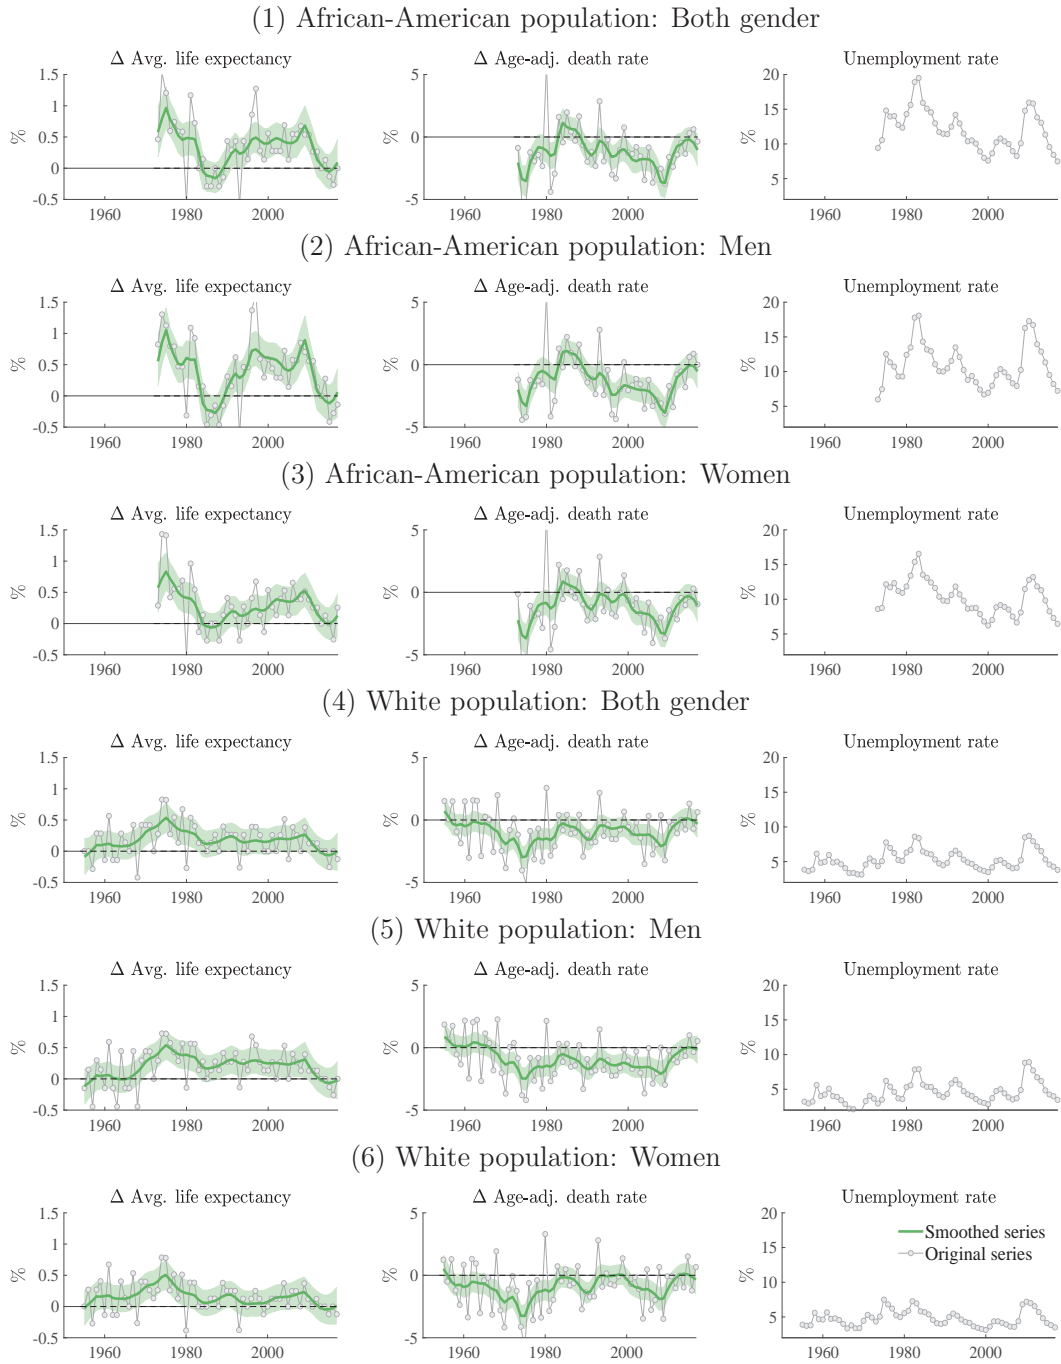 (1) African-American population: Both gender
Δ Avg. life expectancy Δ Age-adj. death rate Unemployment rate
1.5 5 20
1 15
% 0.5 % 0 % 10
0 5
-0.5 -5
1960 1980 2000 1960 1980 2000 1960 1980 2000
(2) African-American population: Men
Δ Avg. life expectancy Δ Age-adj. death rate Unemployment rate
1.5 5 20
1 15
% 0.5 % 0 % 10
0 5
-0.5 -5
1960 1980 2000 1960 1980 2000 1960 1980 2000
(3) African-American population: Women
Δ Avg. life expectancy Δ Age-adj. death rate Unemployment rate
1.5 5 20
1 15
% 0.5 % 0 % 10
0 5
-0.5 -5
1960 1980 2000 1960 1980 2000 1960 1980 2000
(4) White population: Both gender
Δ Avg. life expectancy Δ Age-adj. death rate Unemployment rate
1.5 5 20
1 15
% 0.5 % 0 % 10
0 5
-0.5 -5
1960 1980 2000 1960 1980 2000 1960 1980 2000
(5) White population: Men
Δ Avg. life expectancy Δ Age-adj. death rate Unemployment rate
1.5 5 20
1 15
% 0.5 % 0 % 10
0 5
-0.5 -5
1960 1980 2000 1960 1980 2000 1960 1980 2000
(6) White population: Women
Δ Avg. life expectancy Δ Age-adj. death rate Unemployment rate
1.5 5 20
Smoothed series
1 15
Original series
% 0.5 % 0 % 10
0 5
-0.5 -5
1960 1980 2000 1960 1980 2000 1960 1980 2000